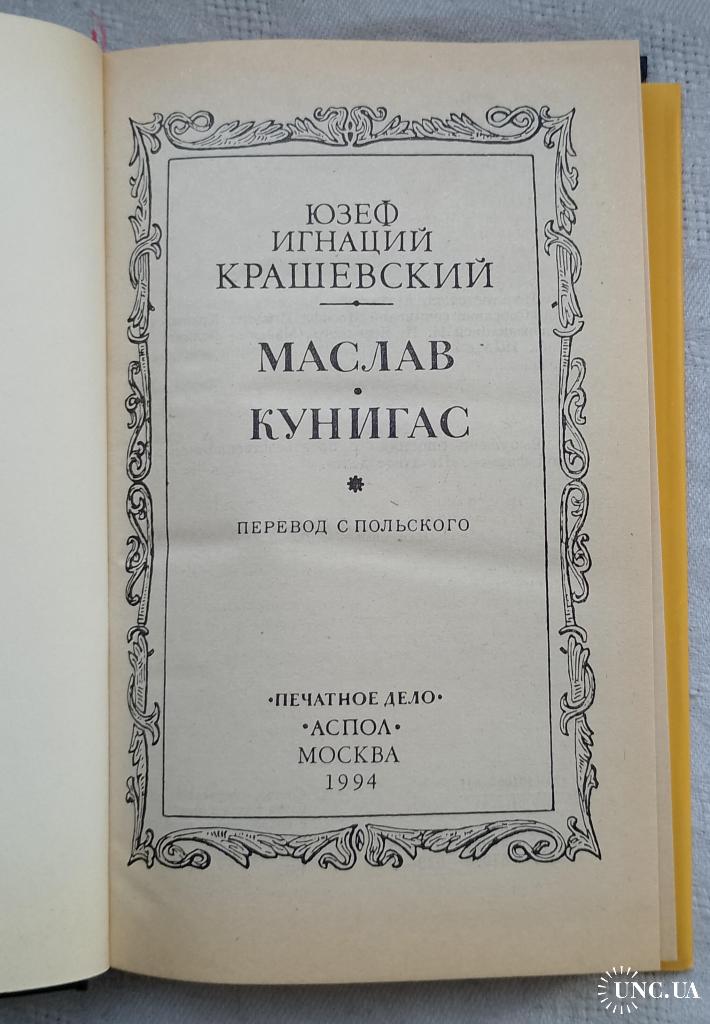 ЮЗЕФ
ИГНАЦИЙ
КРАШЕВСКИЙ
МАСЛАВ
·
КУНИГАС
ПЕРЕВОД С ПОЛЬСКОГО
·ПЕЧАТНОЕ ДЕЛО·
·АСПОЛ·
МОСКВА
1994
UNC.UA